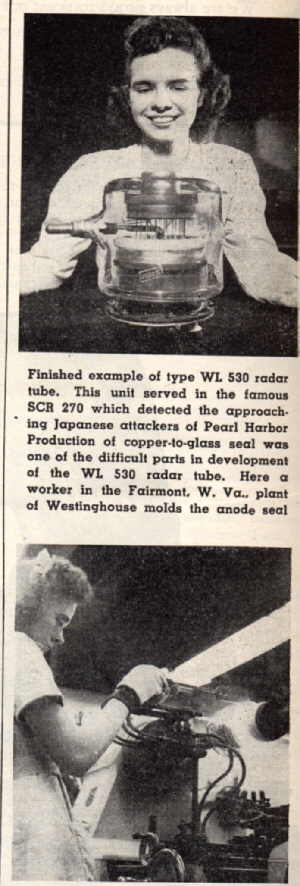 Finished example of type WL 530 radar
tube. This unit served in the famous
SCR 270 which detected the approach-
ing Japanese attackers of Pearl Harbor
Production of copper-to-glass seal was
one of the difficult parts in development
of the WL 530 radar tube. Here a
worker in the Fairmont, W. Va., plant
of Westinghouse molds the anode seal